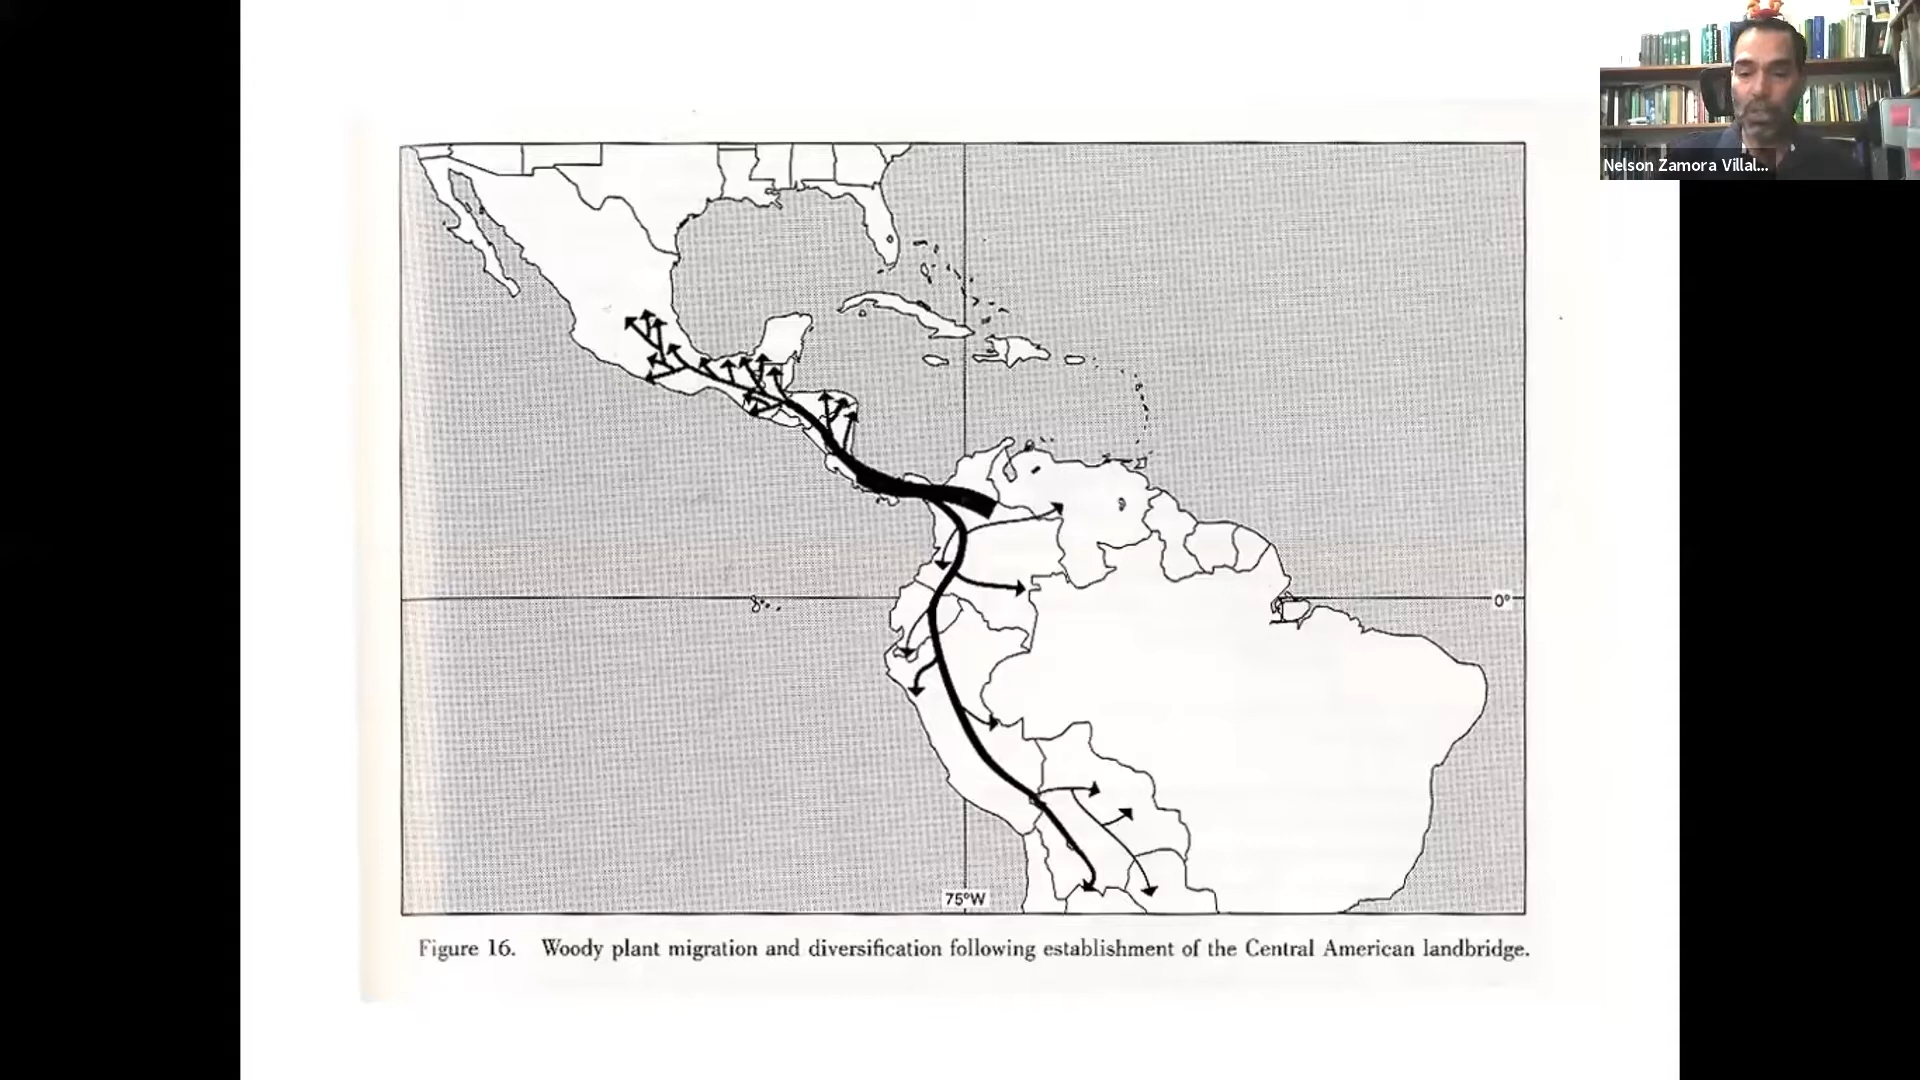 Nelson Zamora Villal...
0°
75°W
Figure 16. Woody plant migration and diversification following establishment of the Central American landbridge.